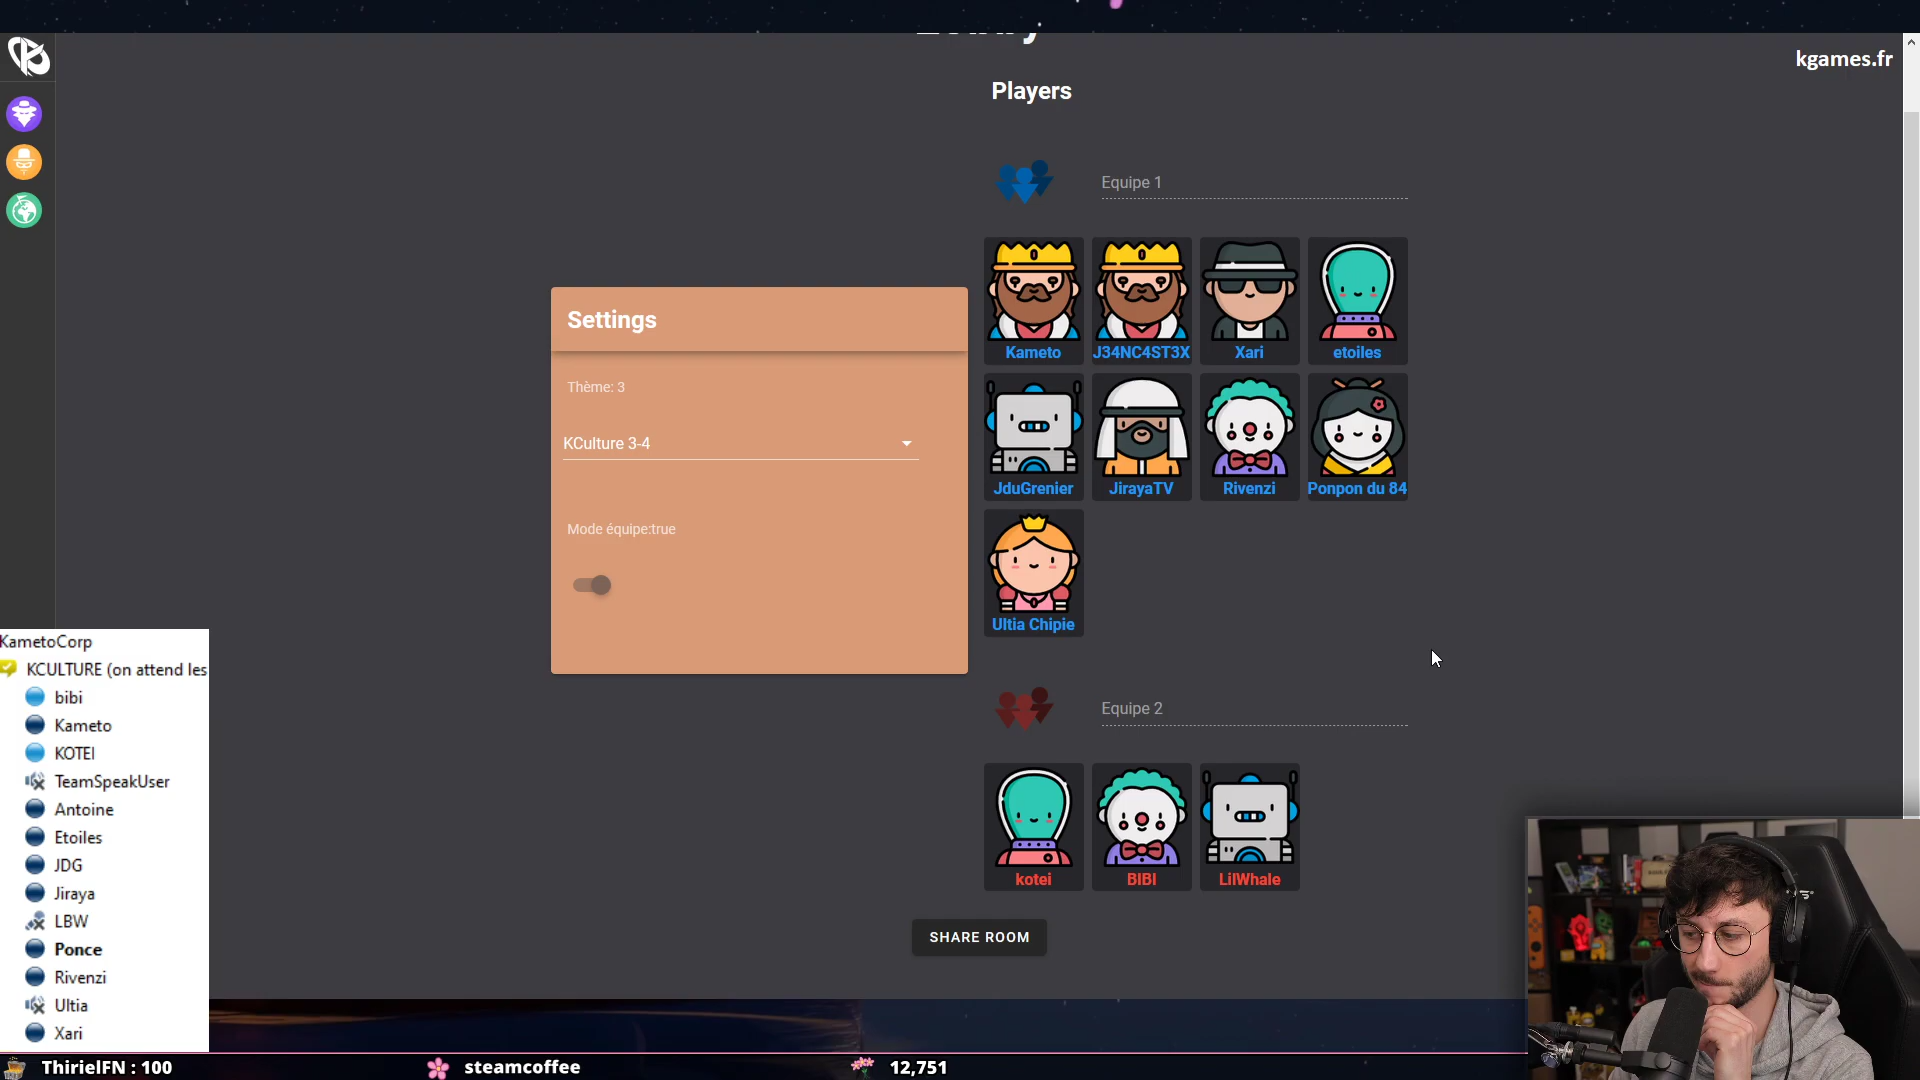 kgames.fr
Players
Equipe 1
Kameto
J34NC4ST3X
Xari
etoiles
JduGrenier
JirayaTV
Rivenzi
Ponpon du 84
Ultia Chipie
Settings
Thème: 3
KCulture 3-4
Mode équipe:true
Equipe 2
kotei
BIBI
LilWhale
SHARE ROOM
KametoCorp
KCULTURE (on attend les
bibi
Kameto
KOTEI
TeamSpeakUser
Antoine
Etoiles
JDG
Jiraya
LBW
Ponce
Rivenzi
Ultia
Xari
ThirielFN : 100
steamcoffee
12,751